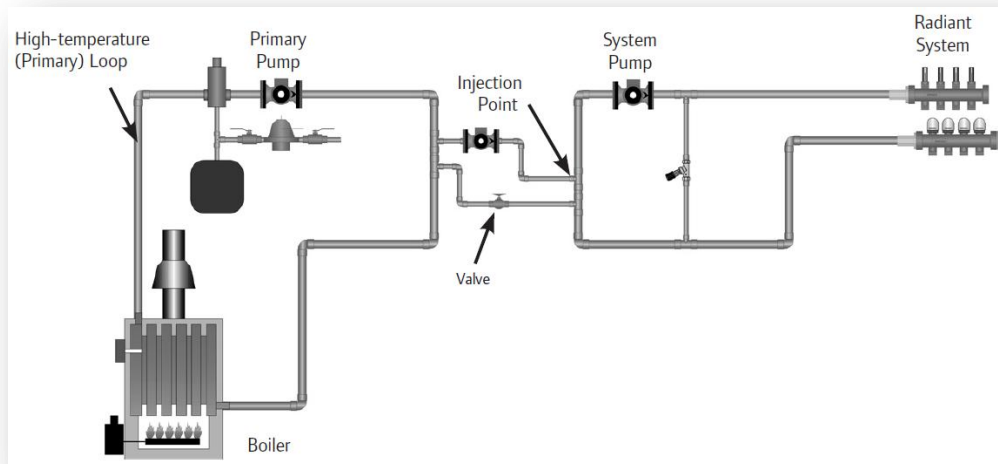 High-temperature
(Primary) Loop
Primary
Pump
Injection
Point
System
Pump
Radiant
System
Valve
Boiler